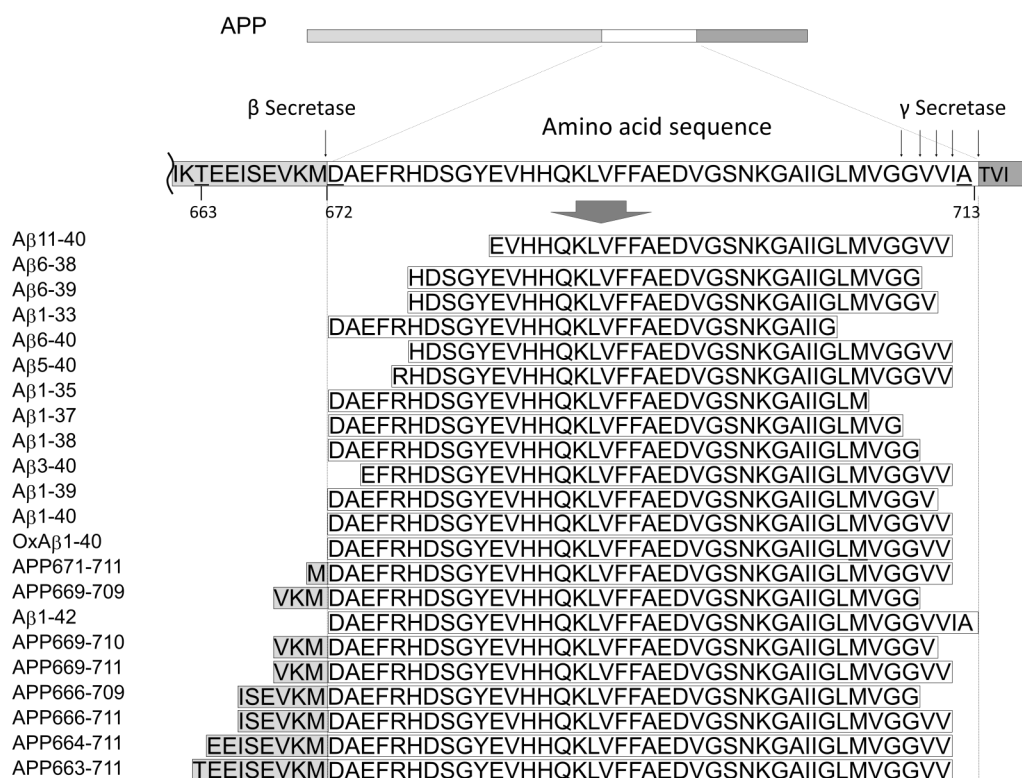 APP
β Secretase
γ Secretase
Amino acid sequence
IKTEEISEVKMDAEFRHDSGYEVHHQKLVFFAEDVGSNKGAIIGLMVGGVVIA TVI
663 672 713
Aβ11-40 EVHHQKLVFFAEDVGSNKGAIIGLMVGGVV
Aβ6-38 HDSGYEVHHQKLVFFAEDVGSNKGAIIGLMVGG
Aβ6-39 HDSGYEVHHQKLVFFAEDVGSNKGAIIGLMVGGV
Aβ1-33 DAEFRHDSGYEVHHQKLVFFAEDVGSNKGAIIG
Aβ6-40 HDSGYEVHHQKLVFFAEDVGSNKGAIIGLMVGGVV
Aβ5-40 RHDSGYEVHHQKLVFFAEDVGSNKGAIIGLMVGGVV
Aβ1-35 DAEFRHDSGYEVHHQKLVFFAEDVGSNKGAIIGLM
Aβ1-37 DAEFRHDSGYEVHHQKLVFFAEDVGSNKGAIIGLMVG
Aβ1-38 DAEFRHDSGYEVHHQKLVFFAEDVGSNKGAIIGLMVGG
Aβ3-40 EFRHDSGYEVHHQKLVFFAEDVGSNKGAIIGLMVGGVV
Aβ1-39 DAEFRHDSGYEVHHQKLVFFAEDVGSNKGAIIGLMVGGV
Aβ1-40 DAEFRHDSGYEVHHQKLVFFAEDVGSNKGAIIGLMVGGVV
OxAβ1-40 DAEFRHDSGYEVHHQKLVFFAEDVGSNKGAIIGLMVGGVV
APP671-711 MDAEFRHDSGYEVHHQKLVFFAEDVGSNKGAIIGLMVGGVV
APP669-709 VKMDAEFRHDSGYEVHHQKLVFFAEDVGSNKGAIIGLMVGG
Aβ1-42 DAEFRHDSGYEVHHQKLVFFAEDVGSNKGAIIGLMVGGVVIA
APP669-710 VKMDAEFRHDSGYEVHHQKLVFFAEDVGSNKGAIIGLMVGGV
APP669-711 VKMDAEFRHDSGYEVHHQKLVFFAEDVGSNKGAIIGLMVGGVV
APP666-709 ISEVKMDAEFRHDSGYEVHHQKLVFFAEDVGSNKGAIIGLMVGG
APP666-711 ISEVKMDAEFRHDSGYEVHHQKLVFFAEDVGSNKGAIIGLMVGGVV
APP664-711 EEISEVKMDAEFRHDSGYEVHHQKLVFFAEDVGSNKGAIIGLMVGGVV
APP663-711 TEEISEVKMDAEFRHDSGYEVHHQKLVFFAEDVGSNKGAIIGLMVGGVV